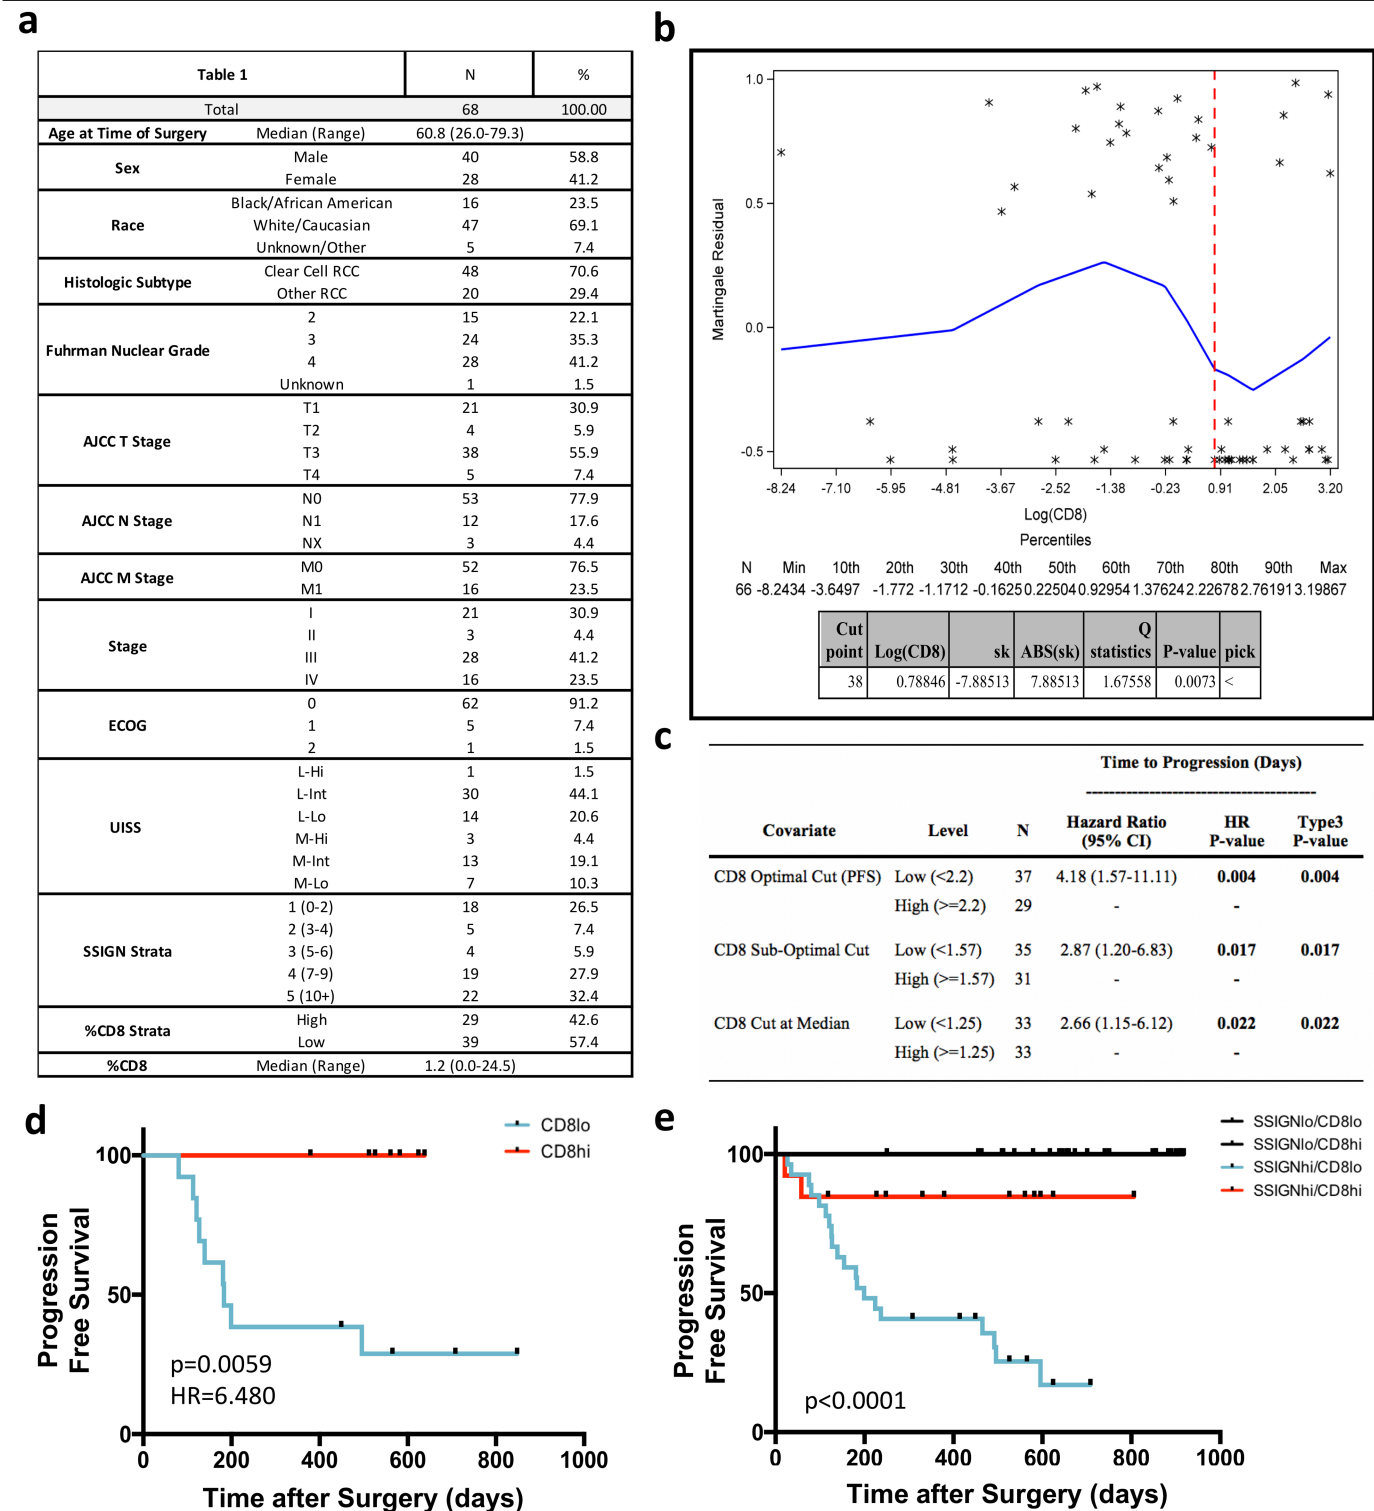 a
Table 1 N %
Total 68 100.00
Age at Time of Surgery Median (Range) 60.8 (26.0-79.3)
Sex Male 40 58.8
Female 28 41.2
Race Black/African American 16 23.5
White/Caucasian 47 69.1
Unknown/Other 5 7.4
Histologic Subtype Clear Cell RCC 48 70.6
Other RCC 20 29.4
Fuhrman Nuclear Grade 2 15 22.1
3 24 35.3
4 28 41.2
Unknown 1 1.5
AJCC T Stage T1 21 30.9
T2 4 5.9
T3 38 55.9
T4 5 7.4
AJCC N Stage N0 53 77.9
N1 12 17.6
NX 3 4.4
AJCC M Stage M0 52 76.5
M1 16 23.5
Stage I 21 30.9
II 3 4.4
III 28 41.2
IV 16 23.5
ECOG 0 62 91.2
1 5 7.4
2 1 1.5
UISS L-Hi 1 1.5
L-Int 30 44.1
L-Lo 14 20.6
M-Hi 3 4.4
M-Int 13 19.1
M-Lo 7 10.3
SSIGN Strata 1 (0-2) 18 26.5
2 (3-4) 5 7.4
3 (5-6) 4 5.9
4 (7-9) 19 27.9
5 (10+) 22 32.4
%CD8 Strata High 29 42.6
Low 39 57.4
%CD8 Median (Range) 1.2 (0.0-24.5)
b
Martingale Residual
1.0
0.5
0.0
-0.5
-8.24 -7.10 -5.95 -4.81 -3.67 -2.52 -1.38 -0.23 0.91 2.05 3.20
Log(CD8)
Percentiles
N Min 10th 20th 30th 40th 50th 60th 70th 80th 90th Max
66 -8.2434 -3.6497 -1.772 -1.1712 -0.1625 0.22504 0.92954 1.37624 2.22678 2.76191 3.19867
Cut point Log(CD8) sk ABS(sk) Q statistics P-value pick
38 0.78846 -7.88513 7.88513 1.67558 0.0073 <
c
Time to Progression (Days)
Covariate Level N Hazard Ratio (95% CI) HR P-value Type3 P-value
CD8 Optimal Cut (PFS) Low (<2.2) 37 4.18 (1.57-11.11) 0.004 0.004
High (>=2.2) 29 - -
CD8 Sub-Optimal Cut Low (<1.57) 35 2.87 (1.20-6.83) 0.017 0.017
High (>=1.57) 31 - -
CD8 Cut at Median Low (<1.25) 33 2.66 (1.15-6.12) 0.022 0.022
High (>=1.25) 33 - -
d
CD8lo
CD8hi
Progression
Free Survival
100
50
0
p=0.0059
HR=6.480
0 200 400 600 800 1000
Time after Surgery (days)
e
SSIGNlo/CD8lo
SSIGNlo/CD8hi
SSIGNhi/CD8lo
SSIGNhi/CD8hi
Progression
Free Survival
100
50
0
p<0.0001
0 200 400 600 800 1000
Time after Surgery (days)